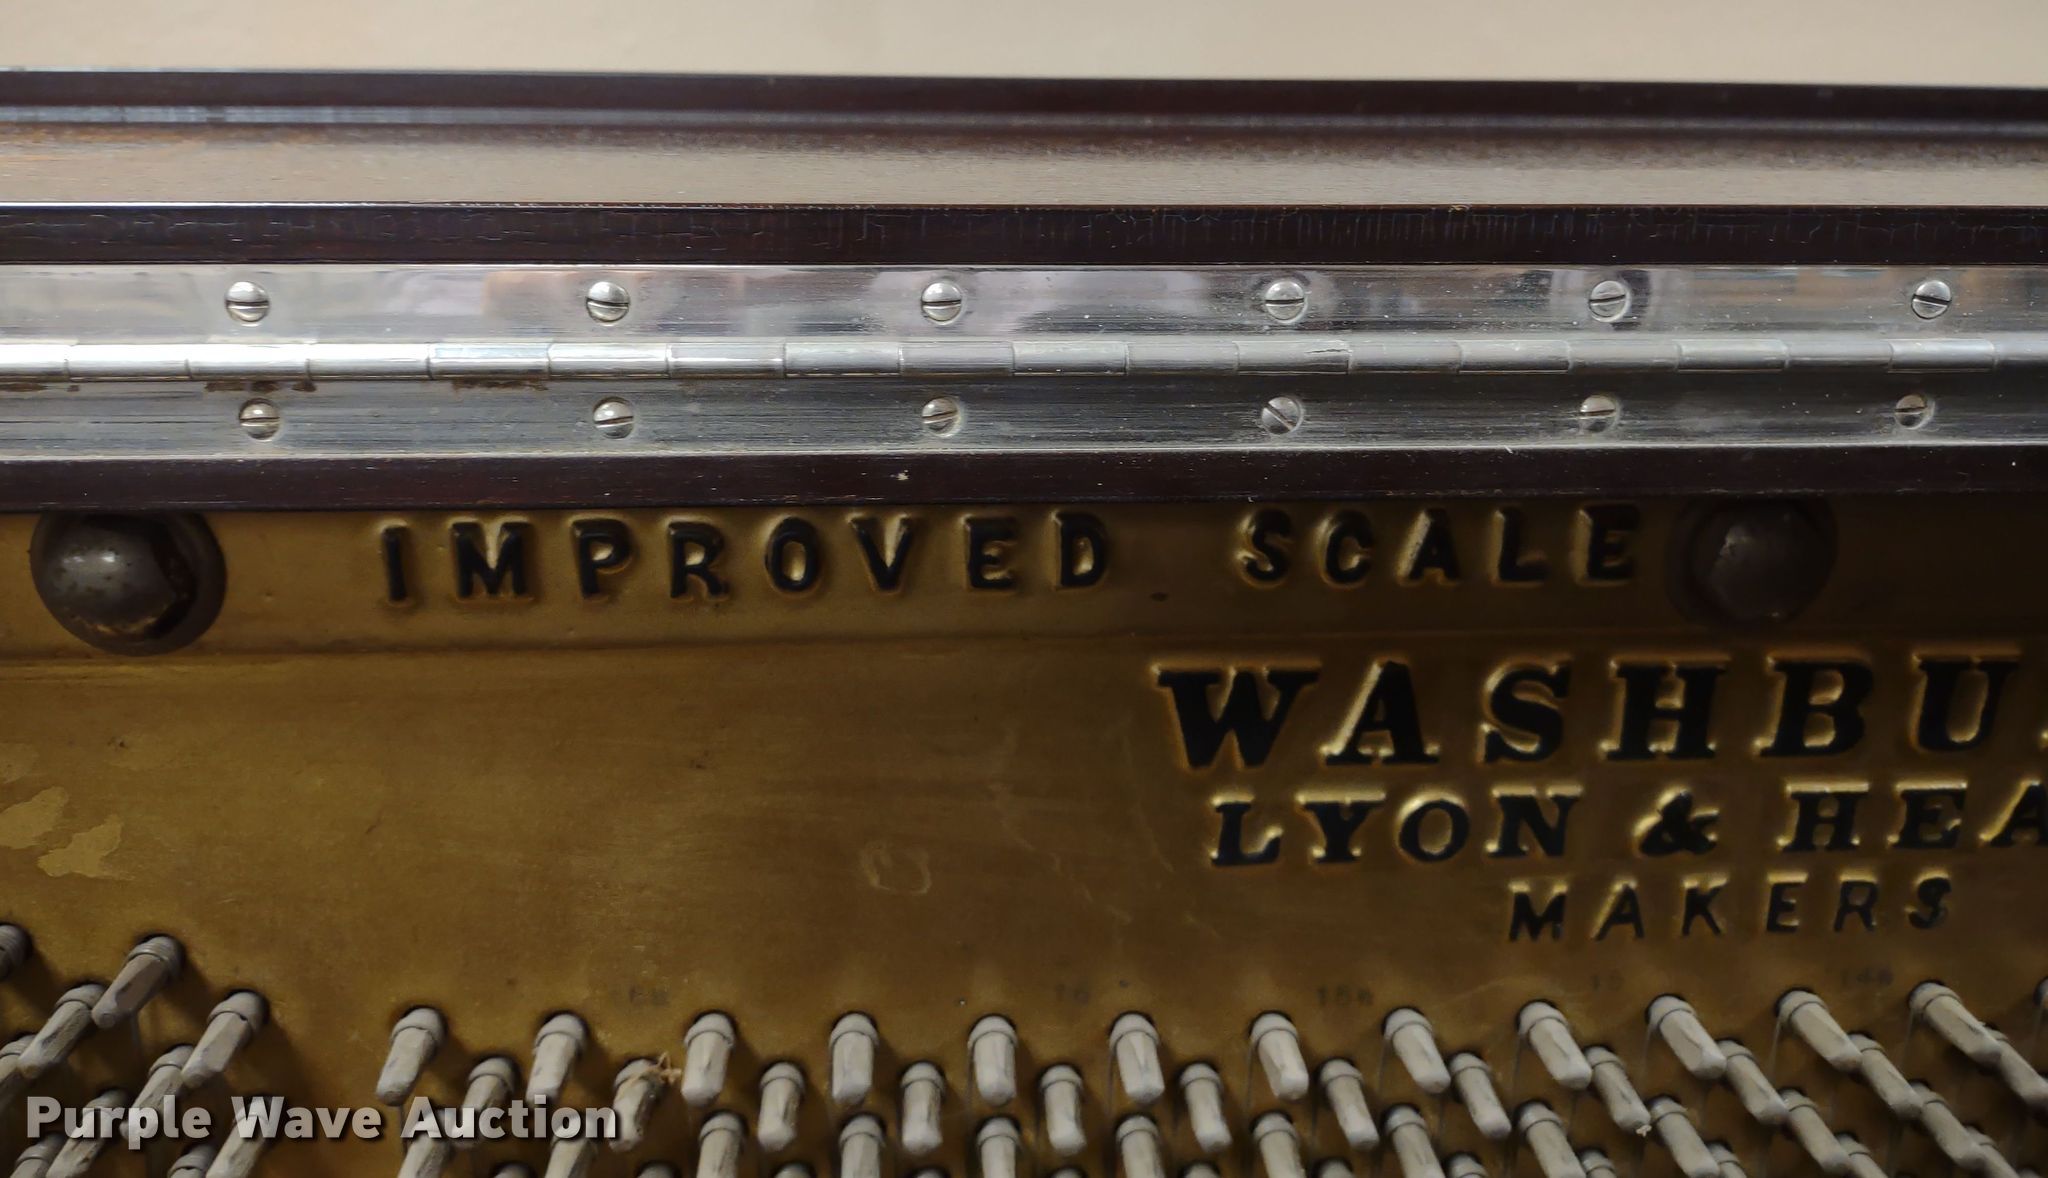 IMPROVED SCALE
WASHBU
LYON & HEA
MAKERS
Purple Wave Auction